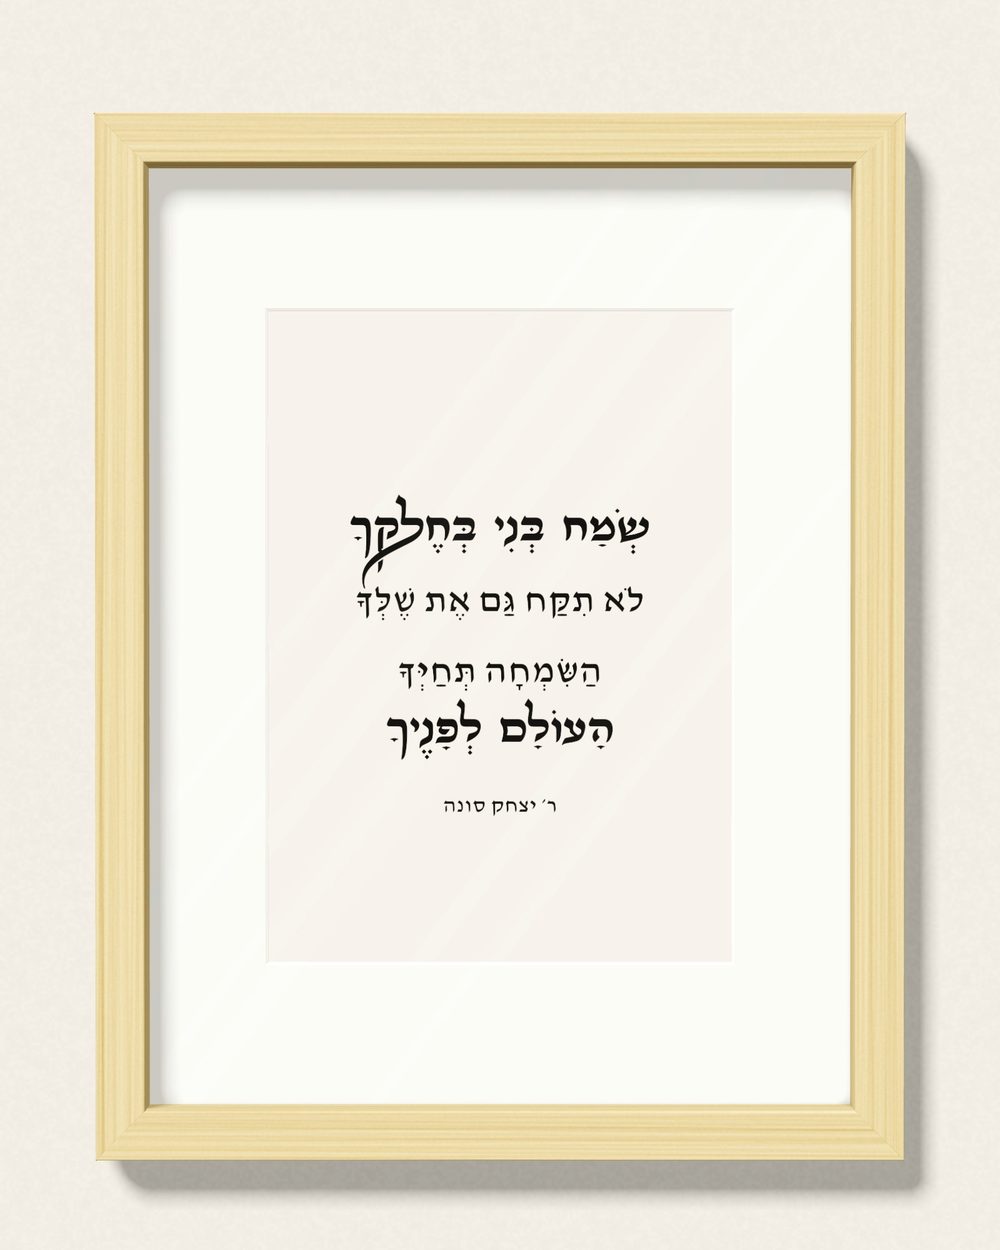 שְׂמַח בְּנִי בְּחֶלְקְךָ
לֹא תִקַּח גַּם אֶת שֶׁלְּךָ
הַשִּׂמְחָה תְּחַיְּךָ
הָעוֹלָם לְפָנֶיךָ
ר׳ יצחק סונה